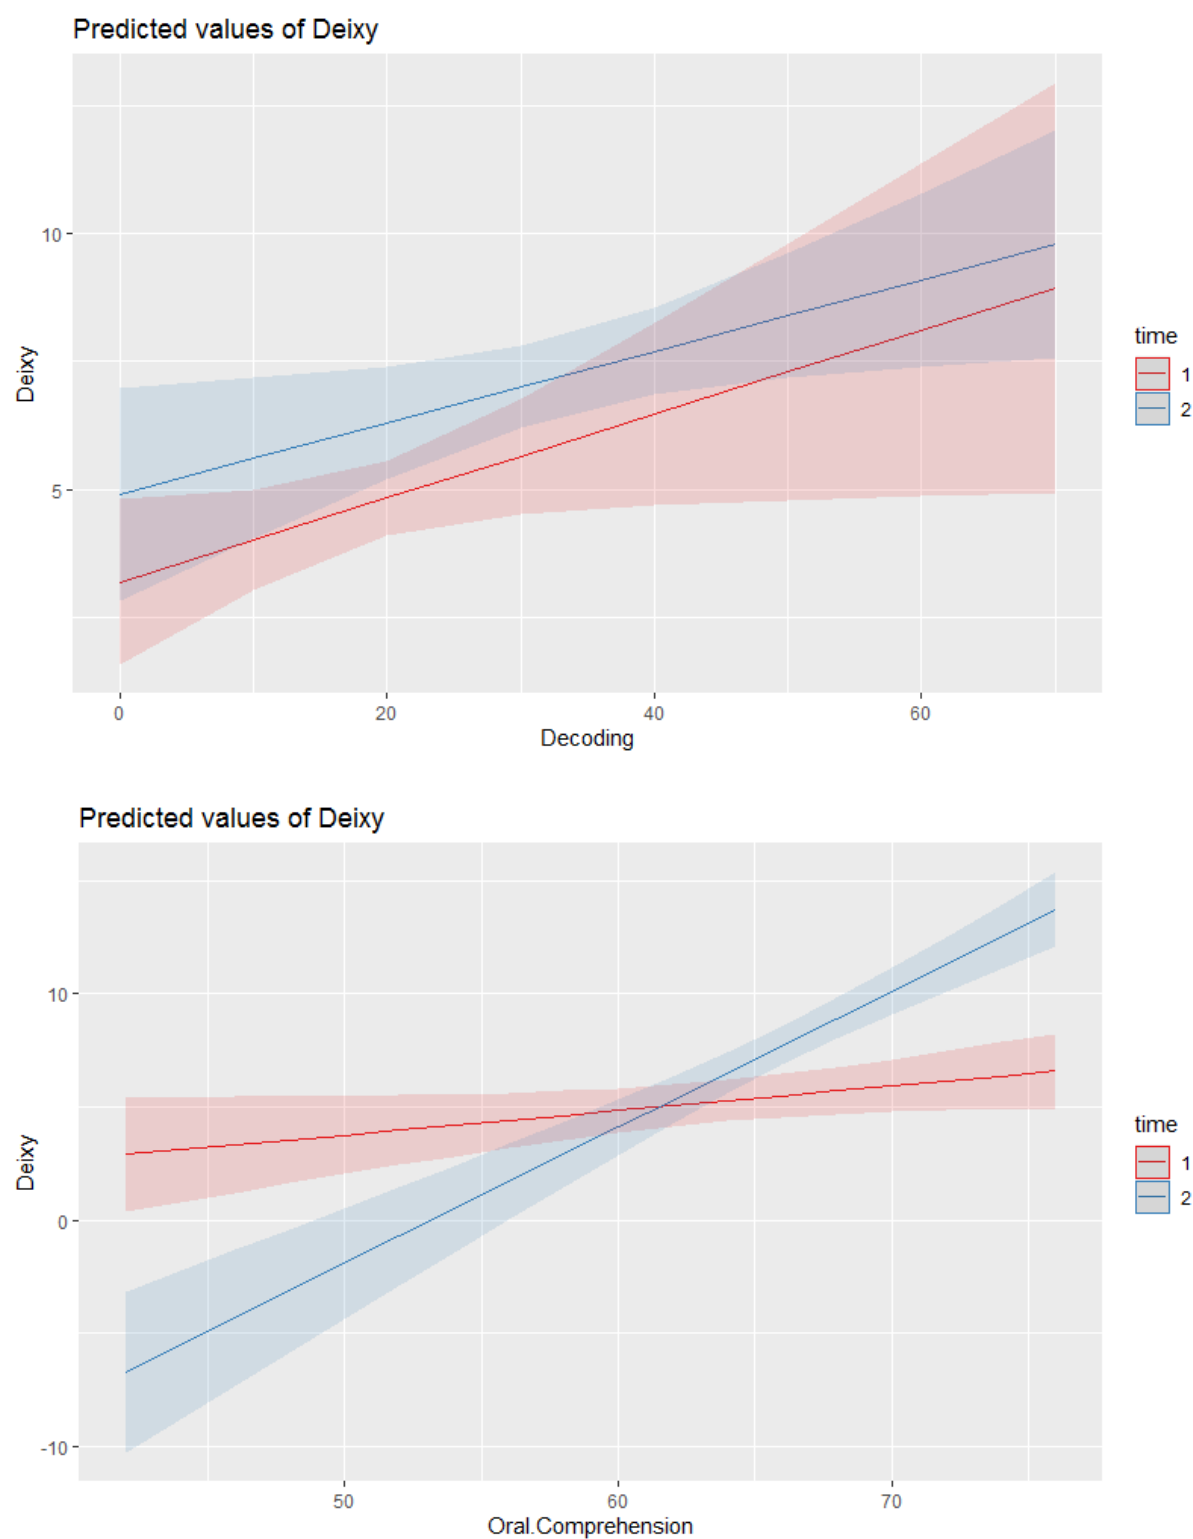 Predicted values of Deixy
10
5
Deixy
0 20 40 60
Decoding
time
1
2
Predicted values of Deixy
10
0
-10
Deixy
50 60 70
Oral.Comprehension
time
1
2